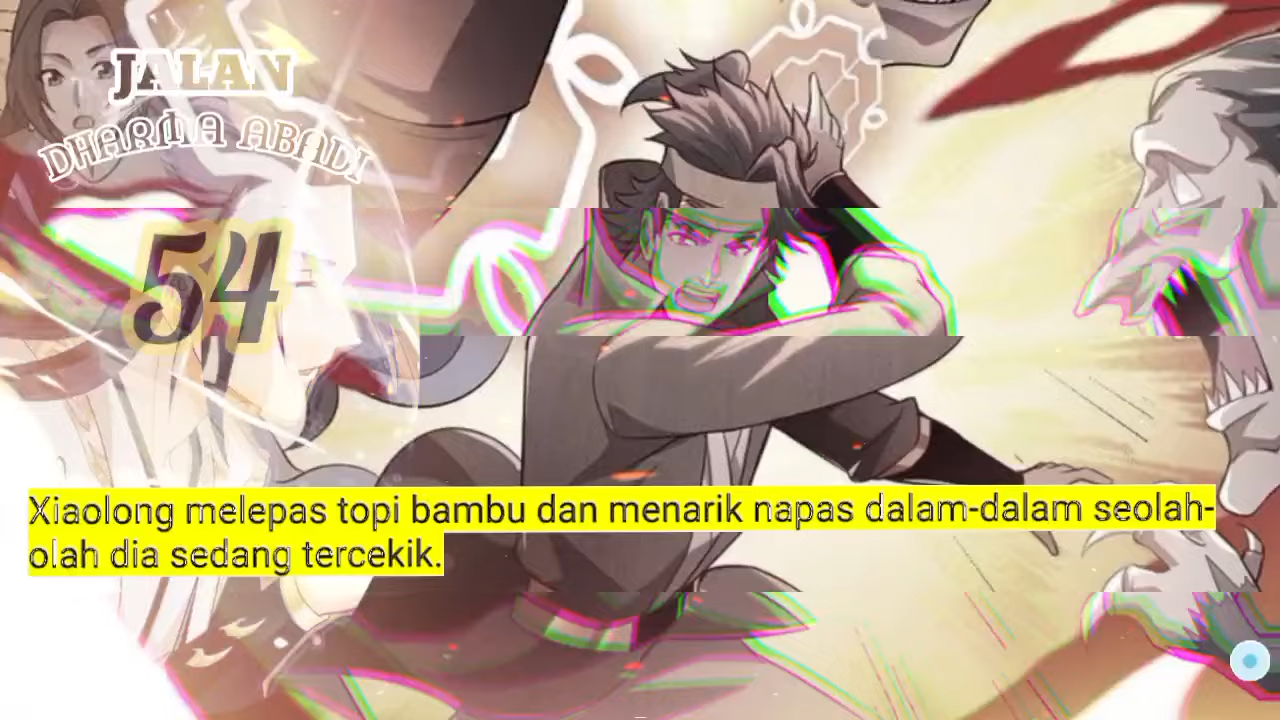 JALAN
DHARMA ABADI
54
Xiaolong melepas topi bambu dan menarik napas dalam-dalam seolah-
olah dia sedang tercekik.